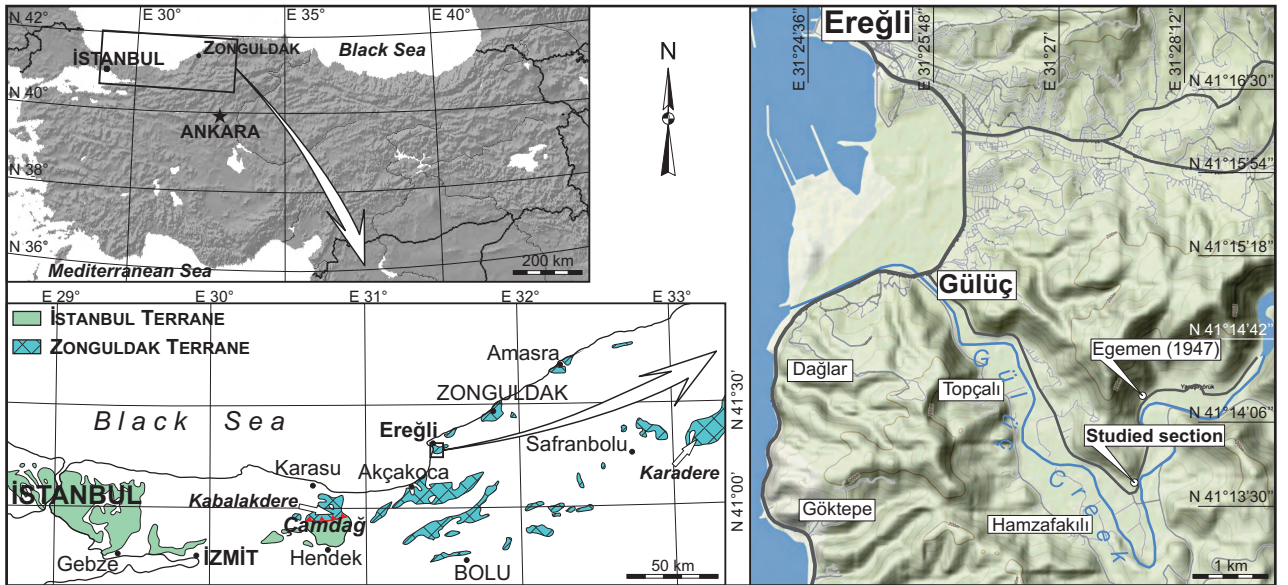 N 42°
E 30°
E 35°
E 40°
ZONGULDAK
Black Sea
İSTANBUL
N 40°
ANKARA
N 38°
N 36°
Mediterranean Sea
200 km
N
E 29°
E 30°
E 31°
E 32°
E 33°
İSTANBUL TERRANE
ZONGULDAK TERRANE
Amasra
ZONGULDAK
N 41°30'
Black Sea
Ereğli
Safranbolu
Karasu
Akçakoca
Karadere
İSTANBUL
Kabalakdere
N 41°00'
Çamdağ
Gebze
İZMİT
Hendek
BOLU
50 km
Ereğli
E 31°24'36"
E 31°25'48"
E 31°27'
E 31°28'12"
N 41°16'30"
N 41°15'54"
N 41°15'18"
Gülüç
N 41°14'42"
Egemen (1947)
Dağlar
Topçalı
Gülüç Creek
N 41°14'06"
Studied section
N 41°13'30"
Göktepe
Hamzafakılı
1 km